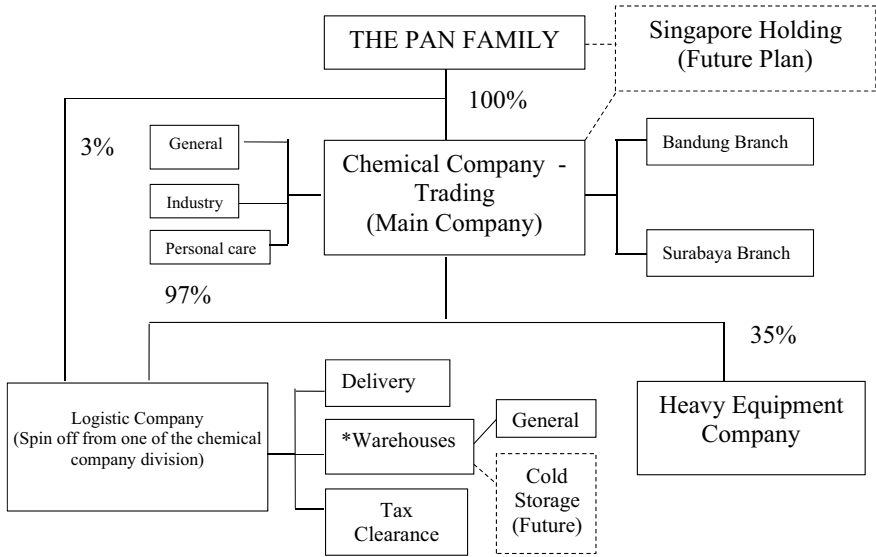 THE PAN FAMILY
Singapore Holding
(Future Plan)
100%
3%
General
Industry
Personal care
Chemical Company -
Trading
(Main Company)
Bandung Branch
Surabaya Branch
97%
35%
Logistic Company
(Spin off from one of the chemical
company division)
Delivery
*Warehouses
Tax
Clearance
General
Cold
Storage
(Future)
Heavy Equipment
Company